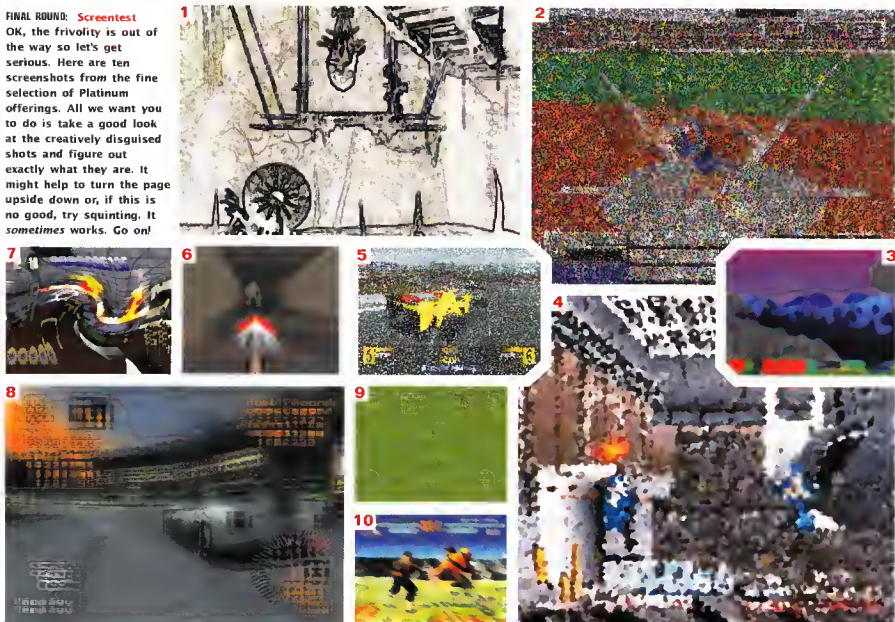 FINAL ROUND: Screentest
OK, the frivolity is out of
the way so let's get
serious. Here are ten
screenshots from the fine
selection of Platinum
offerings. All we want you
to do is take a good look
at the creatively disguised
shots and figure out
exactly what they are. It
might help to turn the page
upside down or, if this is
no good, try squinting. It
sometimes works. Go on!
1
2
7
6
5
3
4
8
9
10